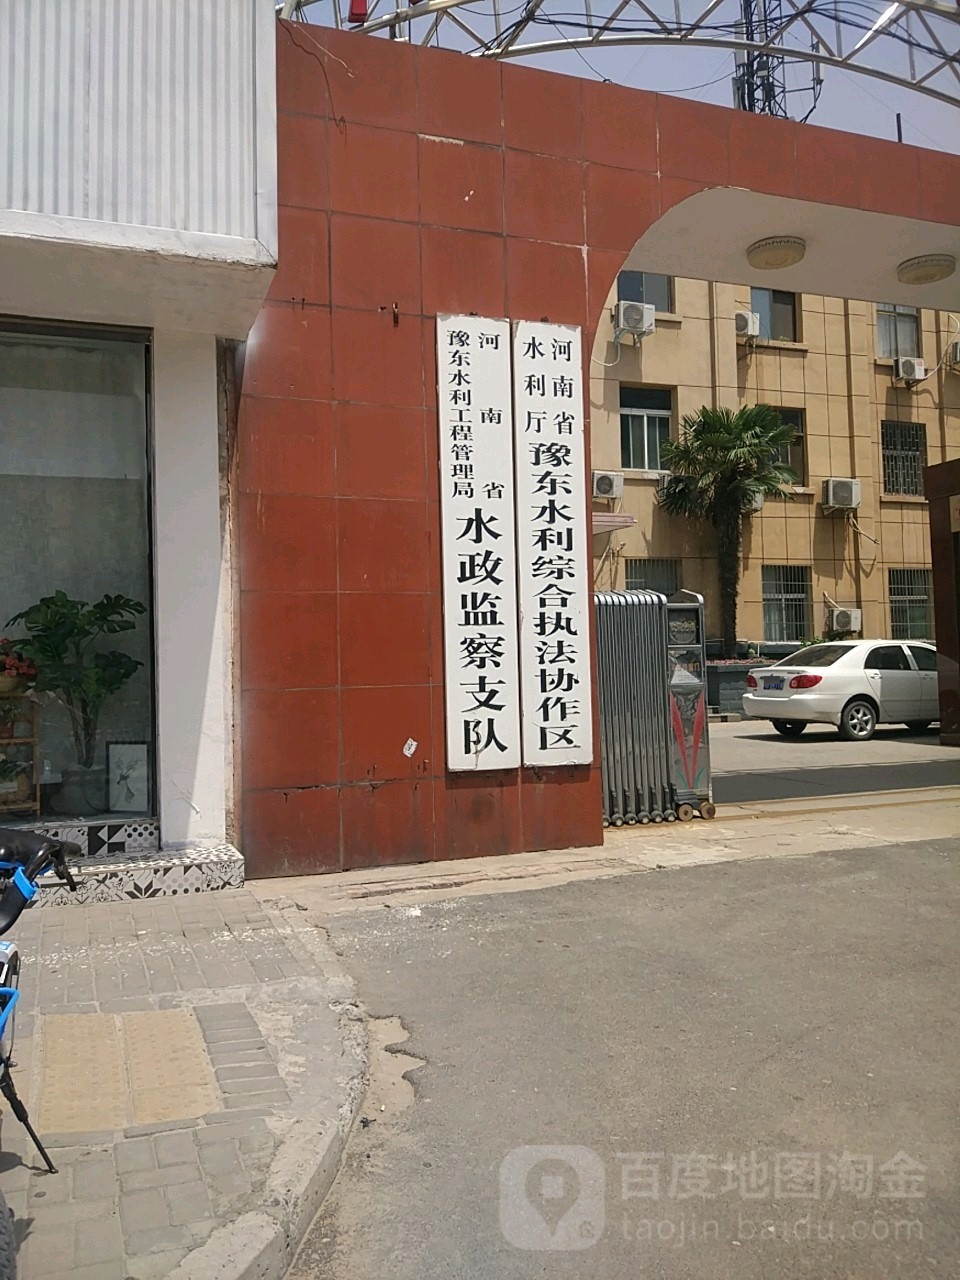 河南省
水利厅
豫东水利综合执法协作区
河南省
豫东水利工程管理局
水政监察支队
百度地图淘金
taojin.baidu.com